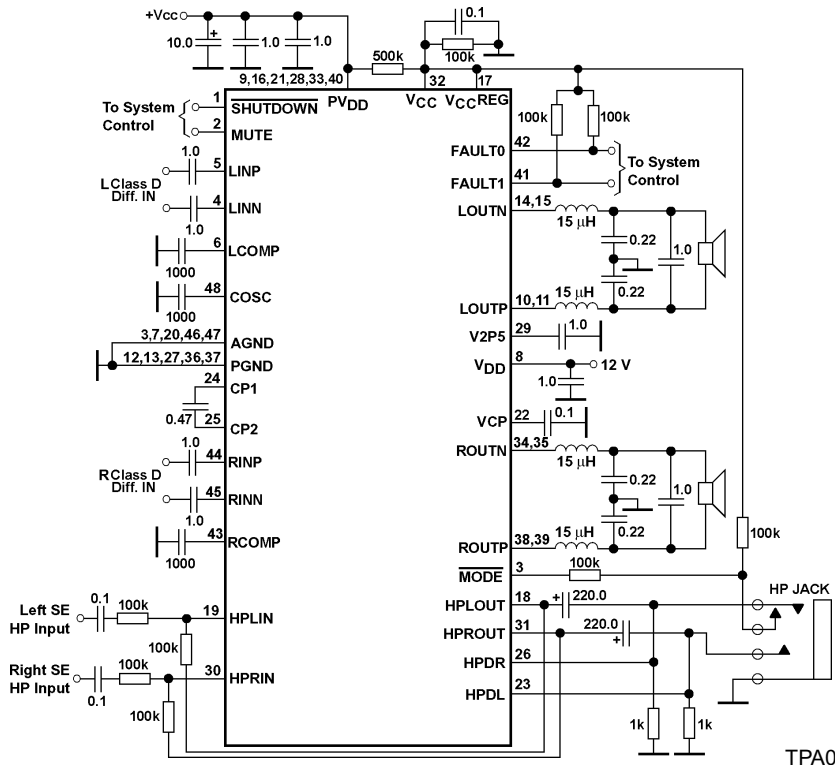 +VCC
10.0
+
1.0
1.0
500k
0.1
100k
9,16,21,28,33,40
32
17
PVDD
VCC
VCCREG
To System
Control
1
SHUTDOWN
2
MUTE
100k
100k
42
FAULT0
41
FAULT1
To System
Control
1.0
5
LINP
L Class D
Diff. IN
4
LINN
1.0
6
LCOMP
1000
48
COSC
1000
14,15
LOUTN
15 μH
0.22
1.0
0.22
15 μH
10,11
LOUTP
3,7,20,46,47
AGND
12,13,27,36,37
PGND
29
V2P5
1.0
8
VDD
12 V
1.0
24
CP1
0.47
25
CP2
22
VCP
0.1
1.0
44
RINP
R Class D
Diff. IN
45
RINN
1.0
43
RCOMP
1000
34,35
ROUTN
15 μH
0.22
1.0
0.22
15 μH
38,39
ROUTP
100k
3
MODE
100k
HP JACK
Left SE
HP Input
0.1
100k
19
HPLIN
100k
Right SE
HP Input
0.1
100k
30
HPRIN
100k
18
HPLOUT
+
220.0
31
HPROUT
220.0
+
26
HPDR
23
HPDL
1k
1k
TPA0